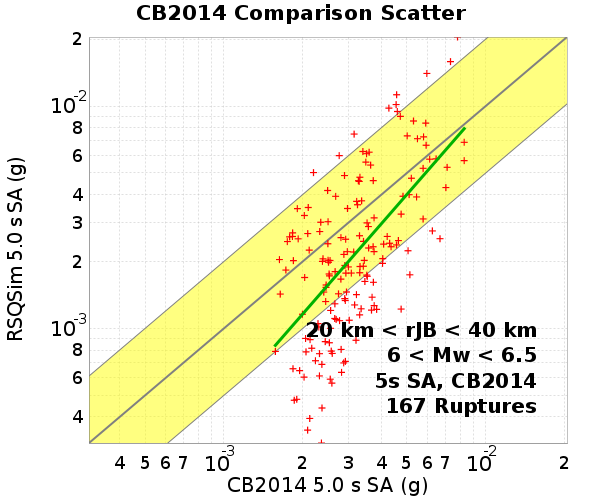 CB2014 Comparison Scatter
2
10-2
8
6
4
3
2
10-3
8
6
4
RSQSim 5.0 s SA (g)
20 km < rJB < 40 km
6 < Mw < 6.5
5s SA, CB2014
167 Ruptures
4 5 6 7 10-3 2 3 4 5 6 7 10-2 2
CB2014 5.0 s SA (g)